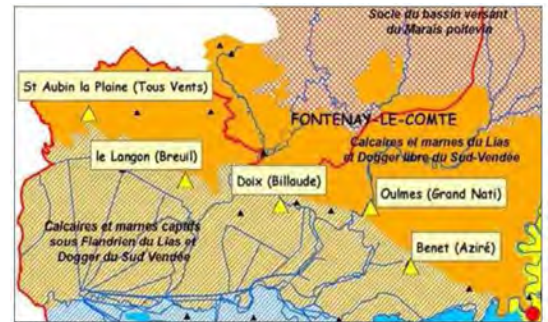 Socle du bassin versant
du Marais poitevin
St Aubin la Plaine (Tous Vents)
FONTENAY-LE-COMTE
Calcaires et marnes du Lias
et Dogger libre du Sud-Vendée
le Langon (Breuil)
Doix (Billaude)
Oulmes (Grand Nati)
Calcaires et marnes captifs
sous Flandrien du Lias et
Dogger du Sud Vendée
Benet (Aziré)